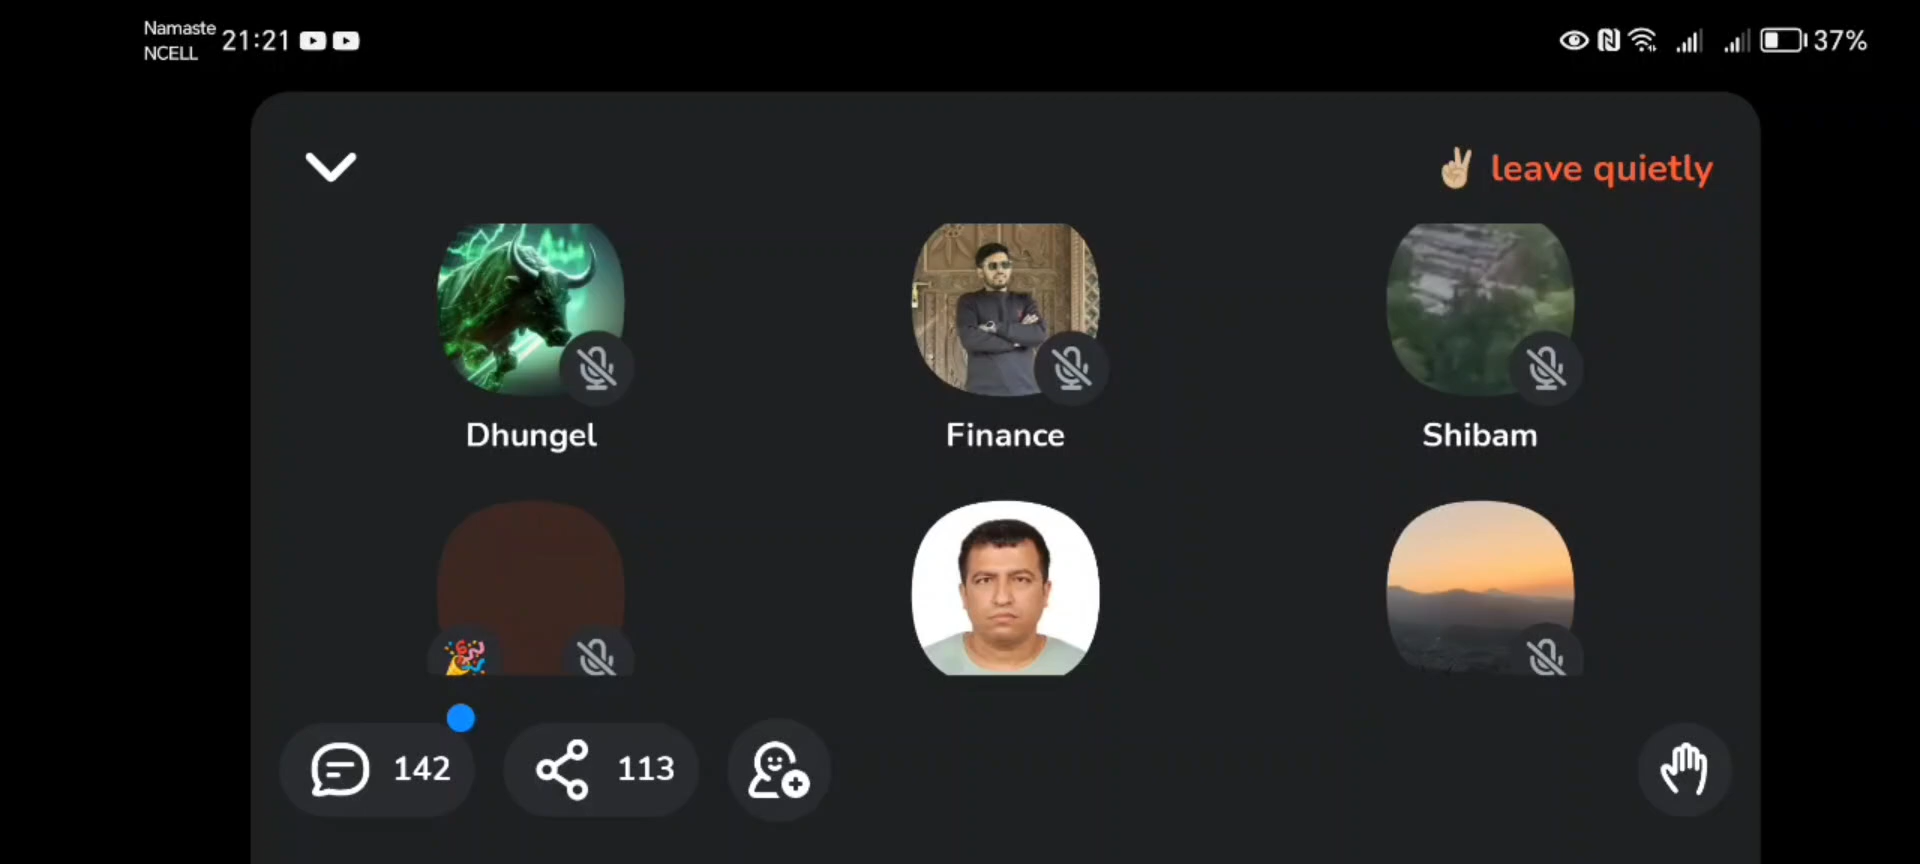 Namaste
NCELL
21:21
37%
✌🏼 leave quietly
Dhungel
Finance
Shibam
142
113